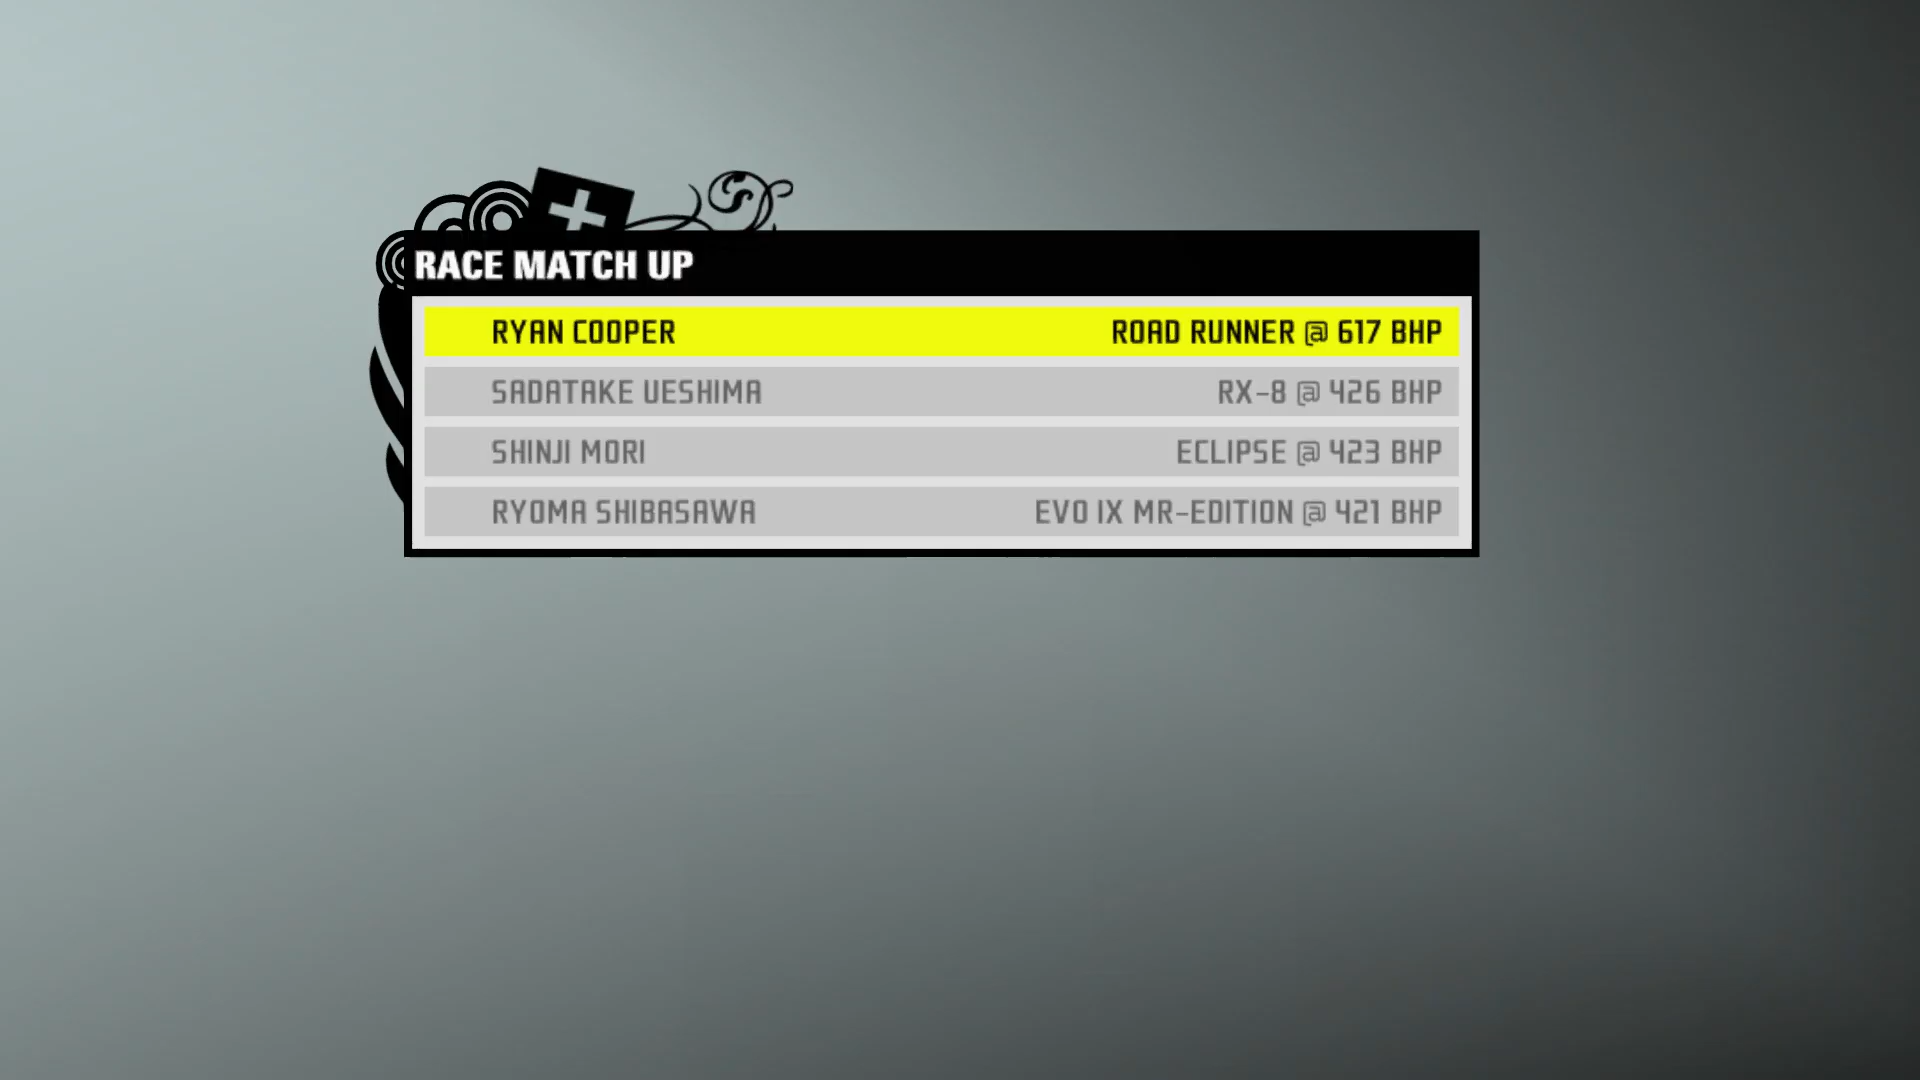 RACE MATCH UP
RYAN COOPER ROAD RUNNER @ 617 BHP
SADATAKE UESHIMA RX-8 @ 426 BHP
SHINJI MORI ECLIPSE @ 423 BHP
RYOMA SHIBASAWA EVO IX MR-EDITION @ 421 BHP